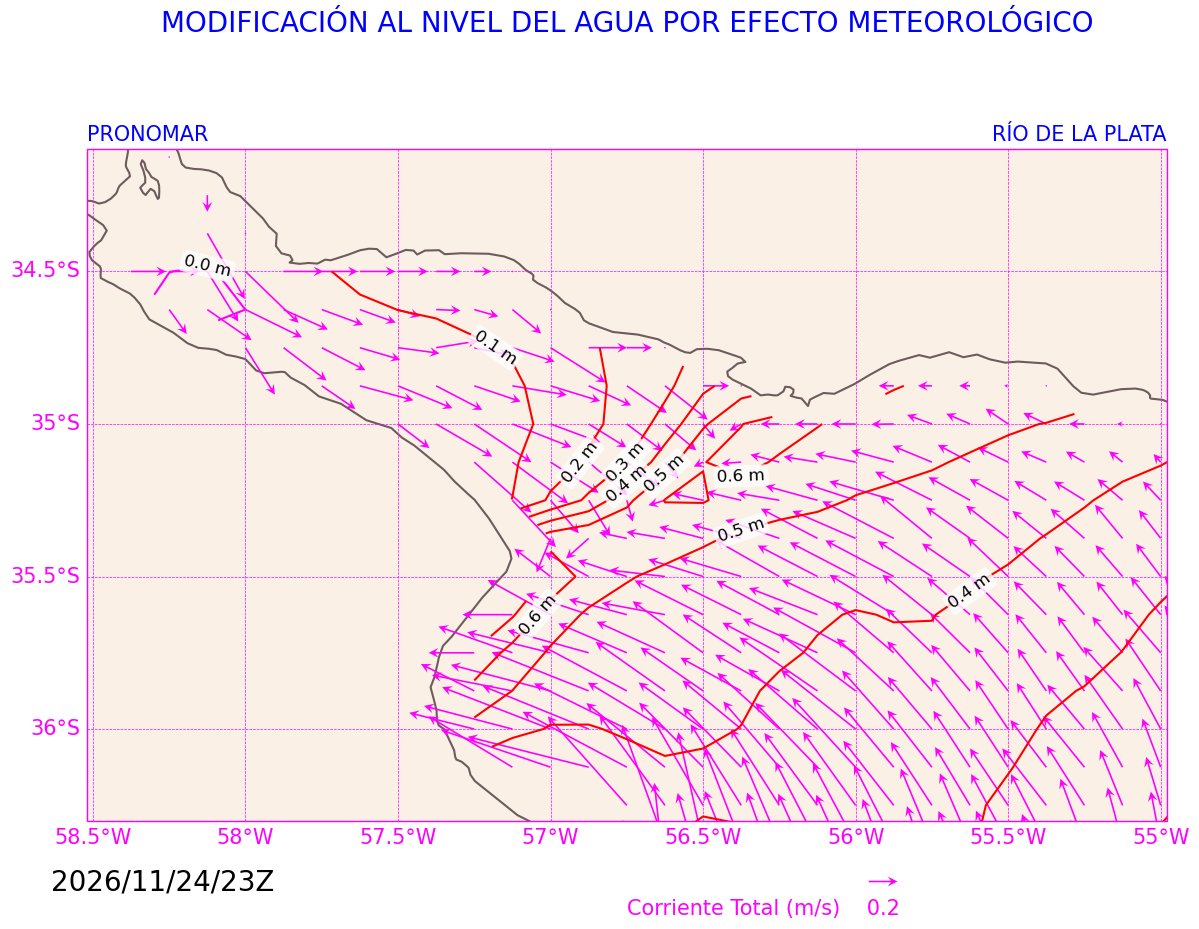 MODIFICACIÓN AL NIVEL DEL AGUA POR EFECTO METEOROLÓGICO
PRONOMAR
RÍO DE LA PLATA
0.0 m
34.5°S
0.1 m
35°S
0.2 m
0.3 m
0.4 m
0.5 m
0.6 m
0.5 m
35.5°S
0.4 m
0.6 m
36°S
58.5°W
58°W
57.5°W
57°W
56.5°W
56°W
55.5°W
55°W
2026/11/24/23Z
Corriente Total (m/s)
0.2